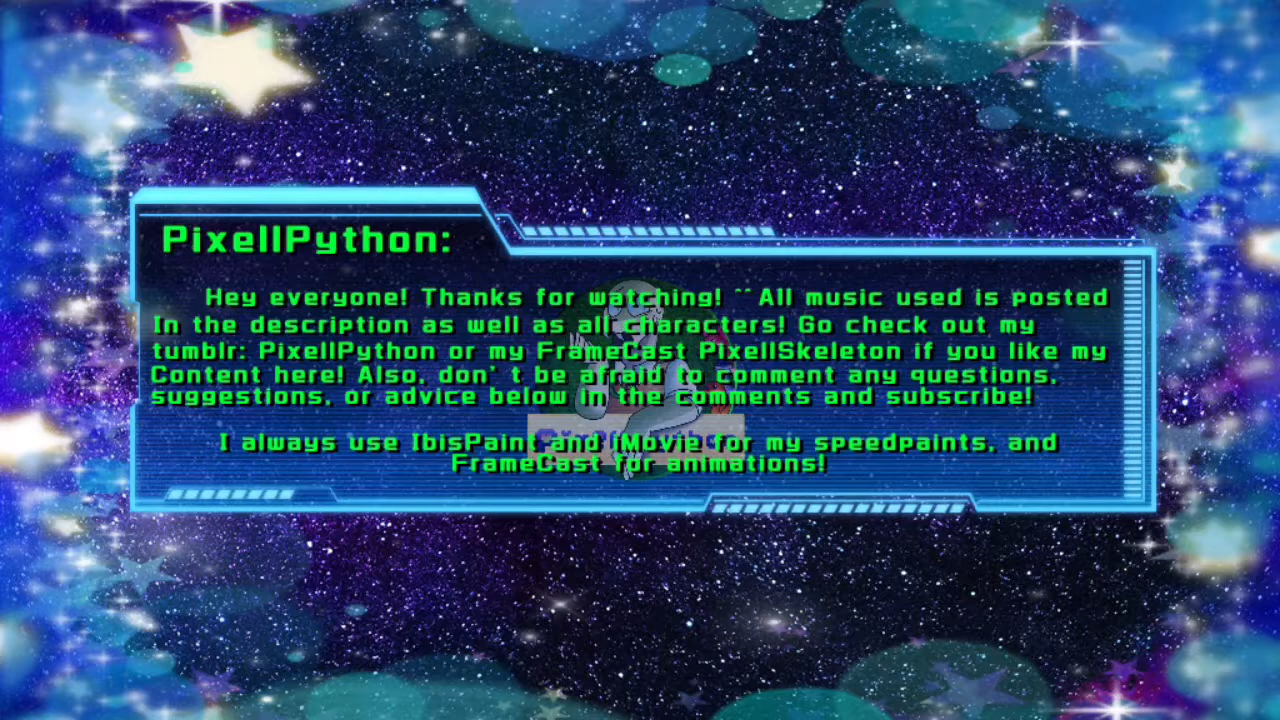 PixellPython:
Hey everyone! Thanks for watching! ^^ All music used is posted
In the description as well as all characters! Go check out my
tumblr: PixellPython or my FrameCast PixellSkeleton if you like my
Content here! Also, don't be afraid to comment any questions,
suggestions, or advice below in the comments and subscribe!
I always use IbisPaint and iMovie for my speedpaints, and
FrameCast for animations!